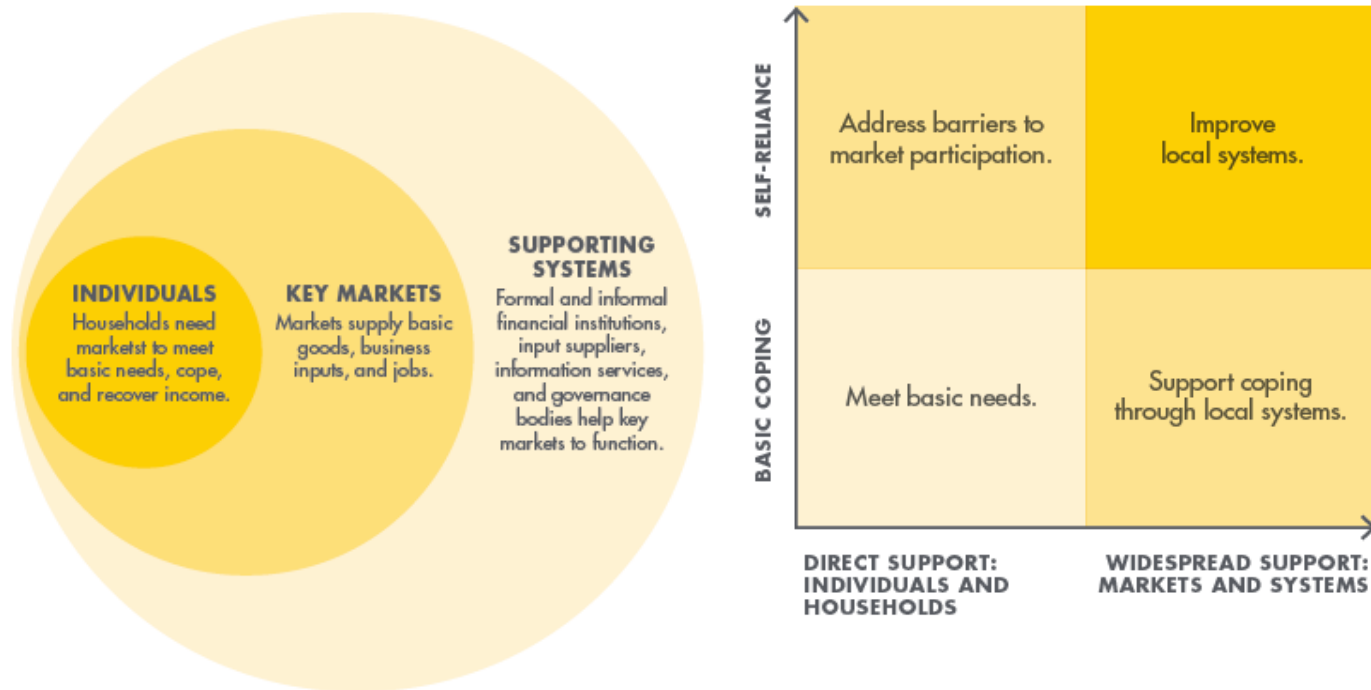 INDIVIDUALS
Households need
marketst to meet
basic needs, cope,
and recover income.
KEY MARKETS
Markets supply basic
goods, business
inputs, and jobs.
SUPPORTING
SYSTEMS
Formal and informal
financial institutions,
input suppliers,
information services,
and governance
bodies help key
markets to function.
SELF-RELIANCE
BASIC COPING
Address barriers to
market participation.
Improve
local systems.
Meet basic needs.
Support coping
through local systems.
DIRECT SUPPORT:
INDIVIDUALS AND
HOUSEHOLDS
WIDESPREAD SUPPORT:
MARKETS AND SYSTEMS